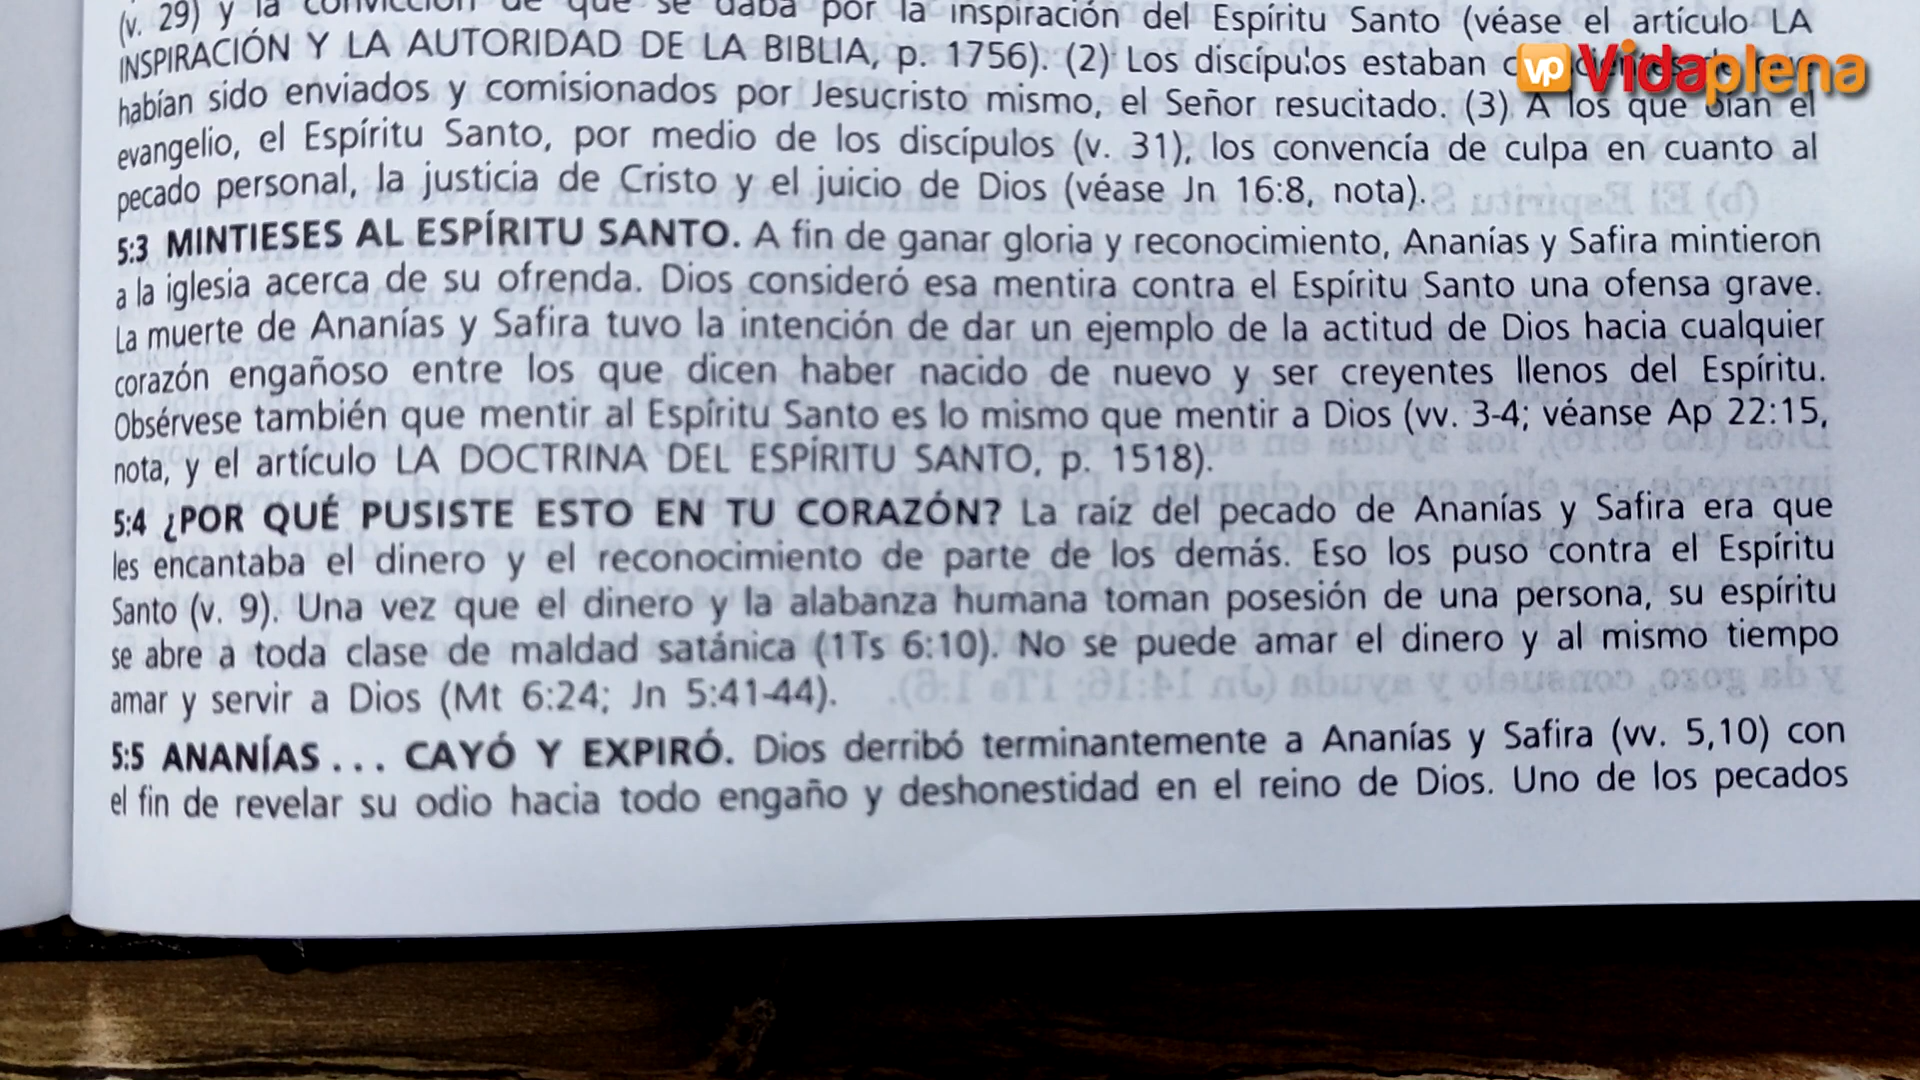 (v. 29) y la convicción de que se daba por la inspiración del Espíritu Santo (véase el artículo LA
INSPIRACIÓN Y LA AUTORIDAD DE LA BIBLIA, p. 1756). (2) Los discípulos estaban
vp Vidaplena
habían sido enviados y comisionados por Jesucristo mismo, el Señor resucitado. (3) A los que oían el
evangelio, el Espíritu Santo, por medio de los discípulos (v. 31), los convencía de culpa en cuanto al
pecado personal, la justicia de Cristo y el juicio de Dios (véase Jn 16:8, nota).
5:3 MINTIESES AL ESPÍRITU SANTO. A fin de ganar gloria y reconocimiento, Ananías y Safira mintieron
a la iglesia acerca de su ofrenda. Dios consideró esa mentira contra el Espíritu Santo una ofensa grave.
La muerte de Ananías y Safira tuvo la intención de dar un ejemplo de la actitud de Dios hacia cualquier
corazón engañoso entre los que dicen haber nacido de nuevo y ser creyentes llenos del Espíritu.
Obsérvese también que mentir al Espíritu Santo es lo mismo que mentir a Dios (vv. 3-4; véanse Ap 22:15,
nota, y el artículo LA DOCTRINA DEL ESPÍRITU SANTO, p. 1518).
5:4 ¿POR QUÉ PUSISTE ESTO EN TU CORAZÓN? La raíz del pecado de Ananías y Safira era que
les encantaba el dinero y el reconocimiento de parte de los demás. Eso los puso contra el Espíritu
Santo (v. 9). Una vez que el dinero y la alabanza humana toman posesión de una persona, su espíritu
se abre a toda clase de maldad satánica (1Ts 6:10). No se puede amar el dinero y al mismo tiempo
amar y servir a Dios (Mt 6:24; Jn 5:41-44).
5:5 ANANÍAS . . . CAYÓ Y EXPIRÓ. Dios derribó terminantemente a Ananías y Safira (vv. 5,10) con
el fin de revelar su odio hacia todo engaño y deshonestidad en el reino de Dios. Uno de los pecados